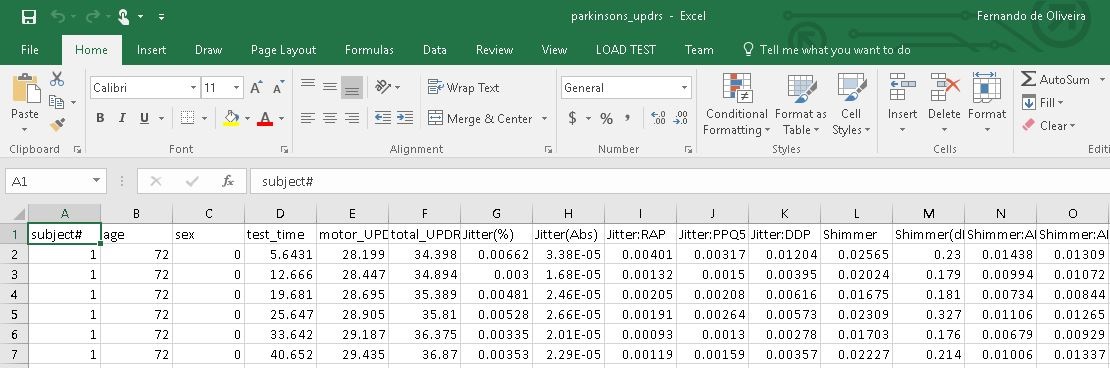 parkinsons_updrs - Excel Fernando de Oliveira
File Home Insert Draw Page Layout Formulas Data Review View LOAD TEST Team Tell me what you want to do
Calibri 11 A A Wrap Text General AutoSum
Paste B I U A Merge & Center $ % , Conditional Formatting Format as Table Cell Styles Insert Delete Format Fill
Clear
Clipboard Font Alignment Number Styles Cells Editi
A1 fx subject#
A B C D E F G H I J K L M N O
1 subject# age sex test_time motor_UPD total_UPDR Jitter(%) Jitter(Abs) Jitter:RAP Jitter:PPQ5 Jitter:DDP Shimmer Shimmer(dl Shimmer:Al Shimmer:Al
2 1 72 0 5.6431 28.199 34.398 0.00662 3.38E-05 0.00401 0.00317 0.01204 0.02565 0.23 0.01438 0.01309
3 1 72 0 12.666 28.447 34.894 0.003 1.68E-05 0.00132 0.0015 0.00395 0.02024 0.179 0.00994 0.01072
4 1 72 0 19.681 28.695 35.389 0.00481 2.46E-05 0.00205 0.00208 0.00616 0.01675 0.181 0.00734 0.00844
5 1 72 0 25.647 28.905 35.81 0.00528 2.66E-05 0.00191 0.00264 0.00573 0.02309 0.327 0.01106 0.01265
6 1 72 0 33.642 29.187 36.375 0.00335 2.01E-05 0.00093 0.0013 0.00278 0.01703 0.176 0.00679 0.00929
7 1 72 0 40.652 29.435 36.87 0.00353 2.29E-05 0.00119 0.00159 0.00357 0.02227 0.214 0.01006 0.01337